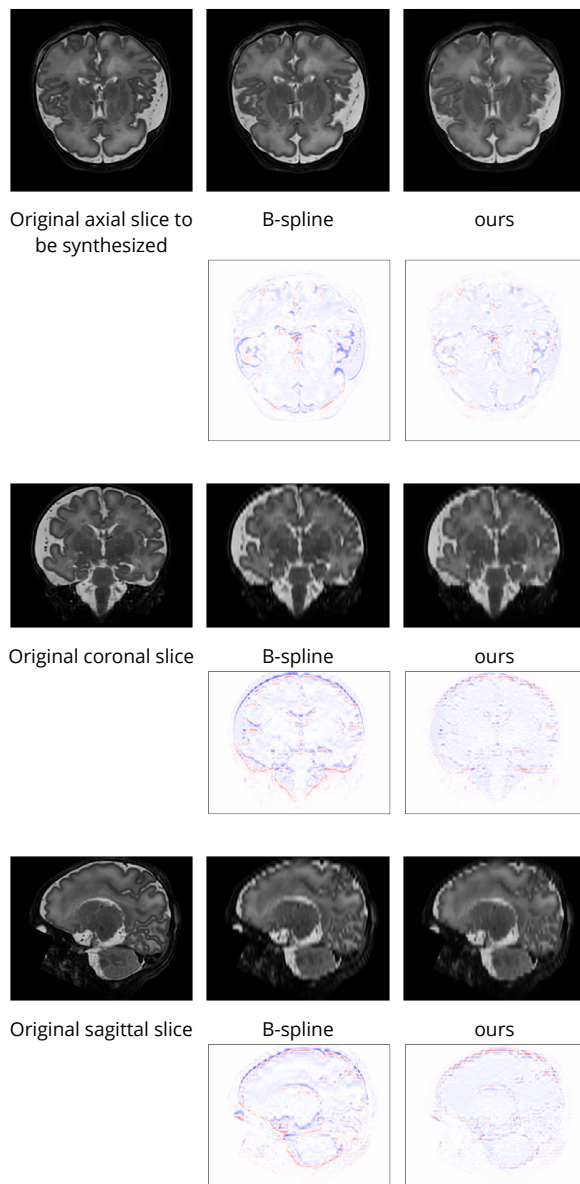 Original axial slice to
be synthesized
B-spline
ours
Original coronal slice
B-spline
ours
Original sagittal slice
B-spline
ours